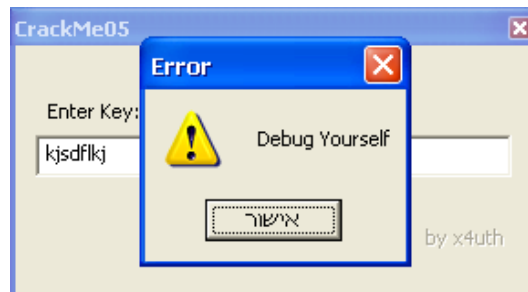 CrackMe05
Error
Enter Key:
Debug Yourself
kjsdflkj
אישור
by x4uth